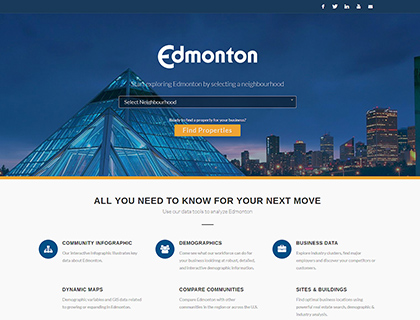 Edmonton
Start exploring Edmonton by selecting a neighbourhood
Select Neighbourhood
Ready to find a property for your business?
Find Properties
ALL YOU NEED TO KNOW FOR YOUR NEXT MOVE
Use our data tools to analyze Edmonton
COMMUNITY INFOGRAPHIC
Our interactive infographic illustrates key
data about Edmonton.
DEMOGRAPHICS
Come see what our workforce can do for
your business looking at robust, detailed,
and interactive demographic information.
BUSINESS DATA
Explore industry clusters, find major
employers and discover your competitors or
customers.
DYNAMIC MAPS
Demographic variables and GIS data related
to growing or expanding in Edmonton.
COMPARE COMMUNITIES
Compare Edmonton with other
communities in the region or across the U.S.
SITES & BUILDINGS
Find optimal business locations using
powerful real estate search, demographics,
industry analysis.